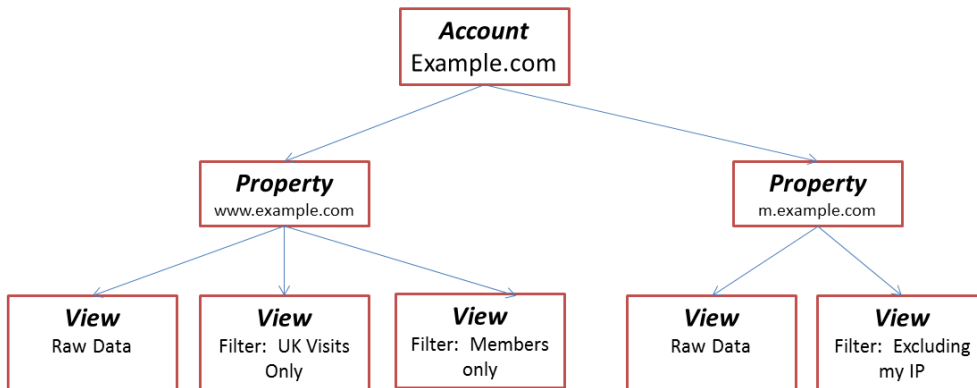 Account
Example.com
Property
www.example.com
Property
m.example.com
View
Raw Data
View
Filter: UK Visits
Only
View
Filter: Members
only
View
Raw Data
View
Filter: Excluding
my IP